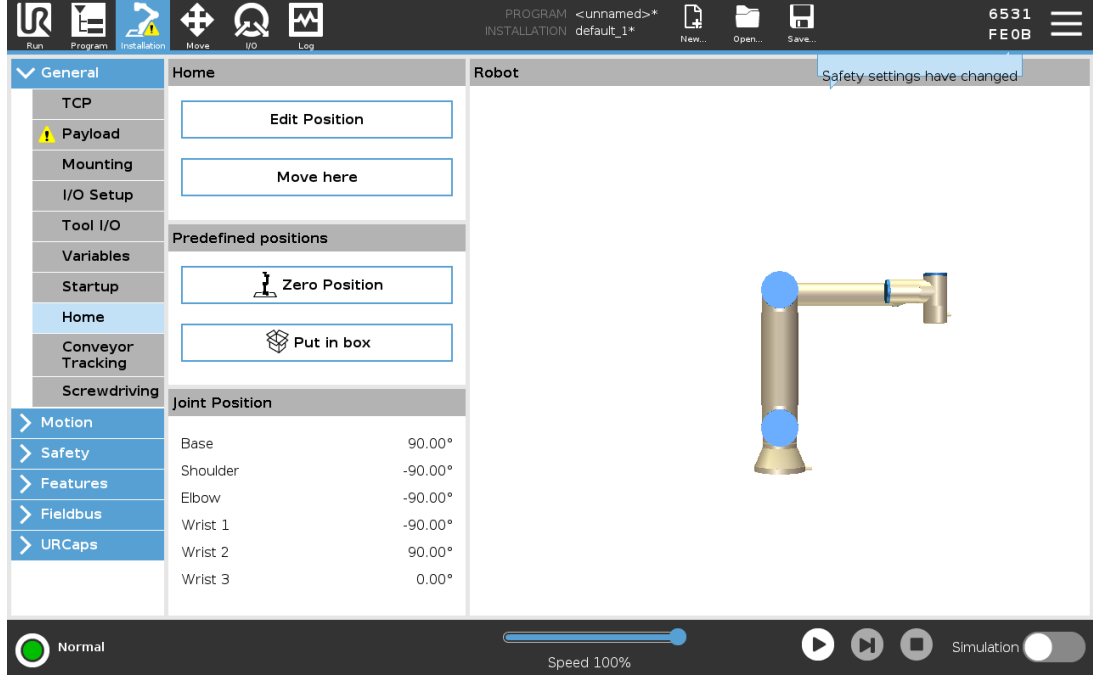 PROGRAM <unnamed>*
INSTALLATION default_1*
6531
FE0B
Run Program Installation Move I/O Log New... Open... Save...
Safety settings have changed
General
TCP
Payload
Mounting
I/O Setup
Tool I/O
Variables
Startup
Home
Conveyor
Tracking
Screwdriving
Motion
Safety
Features
Fieldbus
URCaps
Home
Edit Position
Move here
Predefined positions
Zero Position
Put in box
Joint Position
Base 90.00°
Shoulder -90.00°
Elbow -90.00°
Wrist 1 -90.00°
Wrist 2 90.00°
Wrist 3 0.00°
Robot
Normal
Speed 100%
Simulation